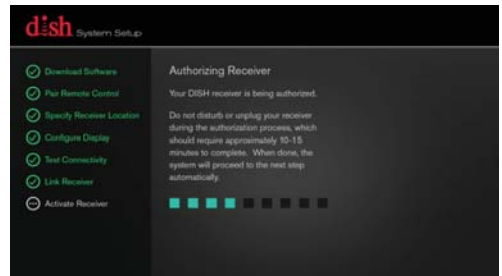 dish System Setup
Download Software
Pair Remote Control
Specify Receiver Location
Configure Display
Test Connectivity
Link Receiver
Activate Receiver
Authorizing Receiver
Your DISH receiver is being authorized.
Do not disturb or unplug your receiver
during the authorization process, which
should require approximately 10-15
minutes to complete. When done, the
system will proceed to the next step
automatically.